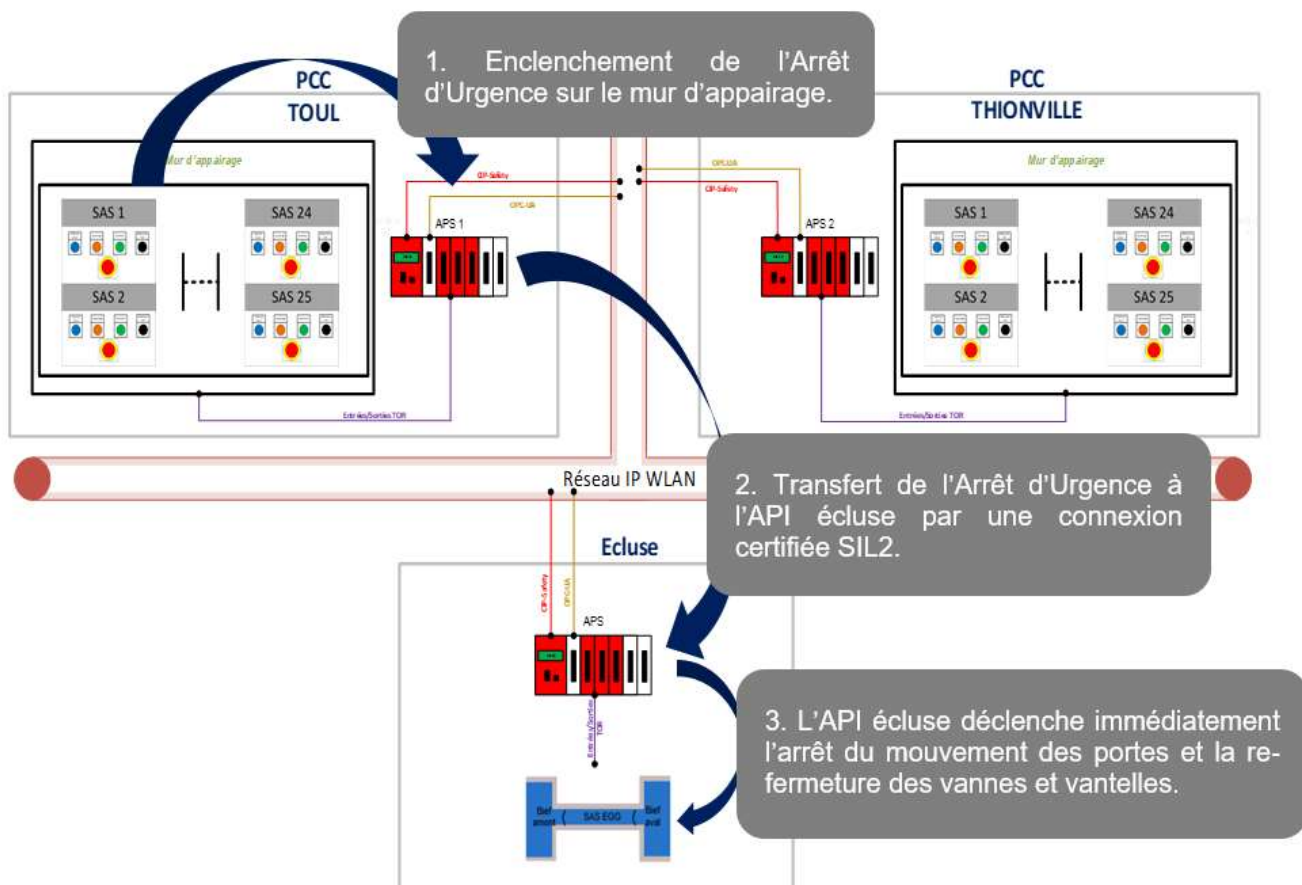 1. Enclenchement de l'Arrêt
d'Urgence sur le mur d'appairage.
PCC
TOUL
Mur d'appairage
SAS 1
SAS 24
SAS 2
SAS 25
Entrées/Sorties TOR
CIP-Safety
OPC-UA
APS 1
PCC
THIONVILLE
OPC-UA
CIP-Safety
APS 2
Mur d'appairage
SAS 1
SAS 24
SAS 2
SAS 25
Entrées/Sorties TOR
Réseau IP WLAN
2. Transfert de l'Arrêt d'Urgence à
l'API écluse par une connexion
certifiée SIL2.
Ecluse
CIP-Safety
OPC-UA
APS
Entrées/Sorties
TOR
3. L'API écluse déclenche immédiatement
l'arrêt du mouvement des portes et la re-
fermeture des vannes et vantelles.
Bief
amont
SAS EGG
Bief
aval